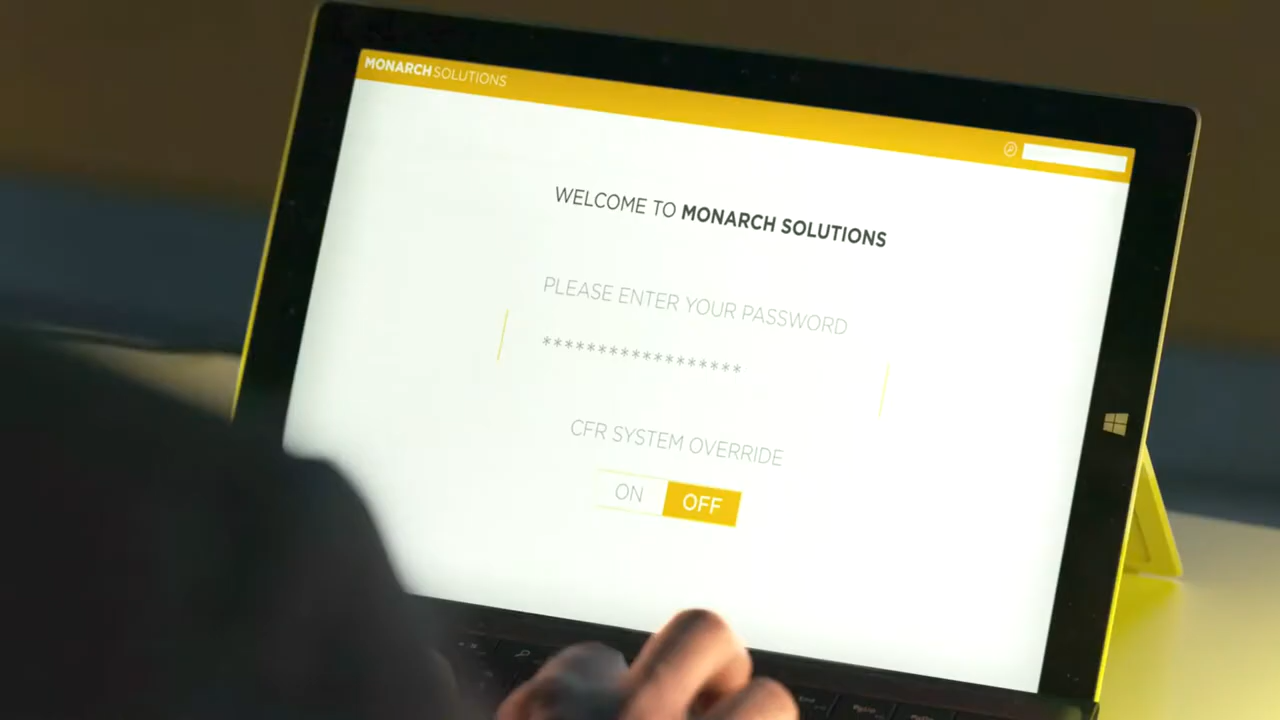 MONARCH SOLUTIONS
WELCOME TO MONARCH SOLUTIONS
PLEASE ENTER YOUR PASSWORD
******************
CFR SYSTEM OVERRIDE
ON OFF